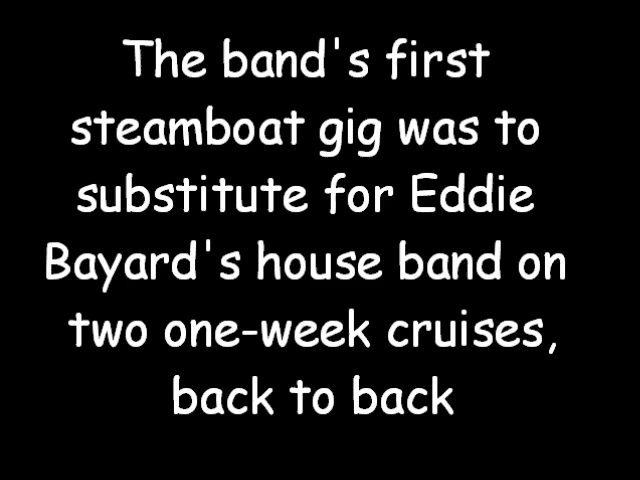 The band's first
steamboat gig was to
substitute for Eddie
Bayard's house band on
two one-week cruises,
back to back